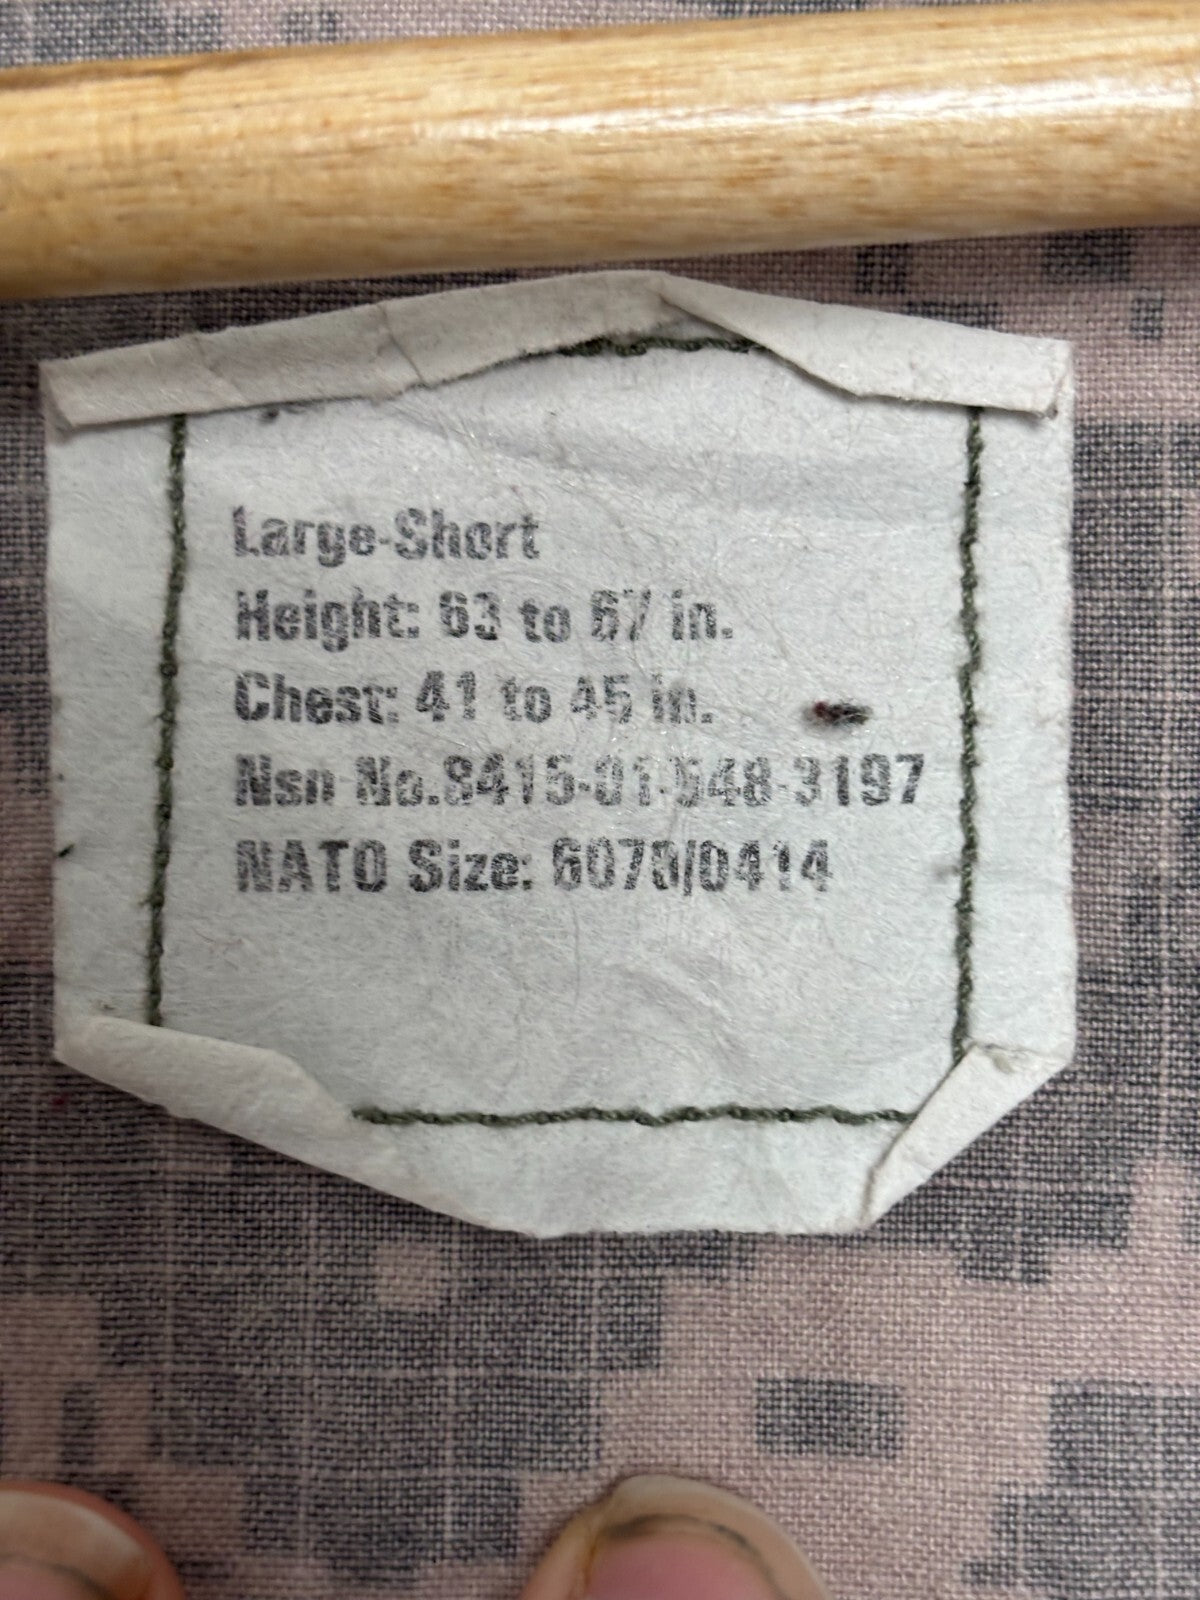 Large-Short
Height: 63 to 67 in.
Chest: 41 to 45 in.
Nsn No.8415-01-548-3197
NATO Size: 6070/0414